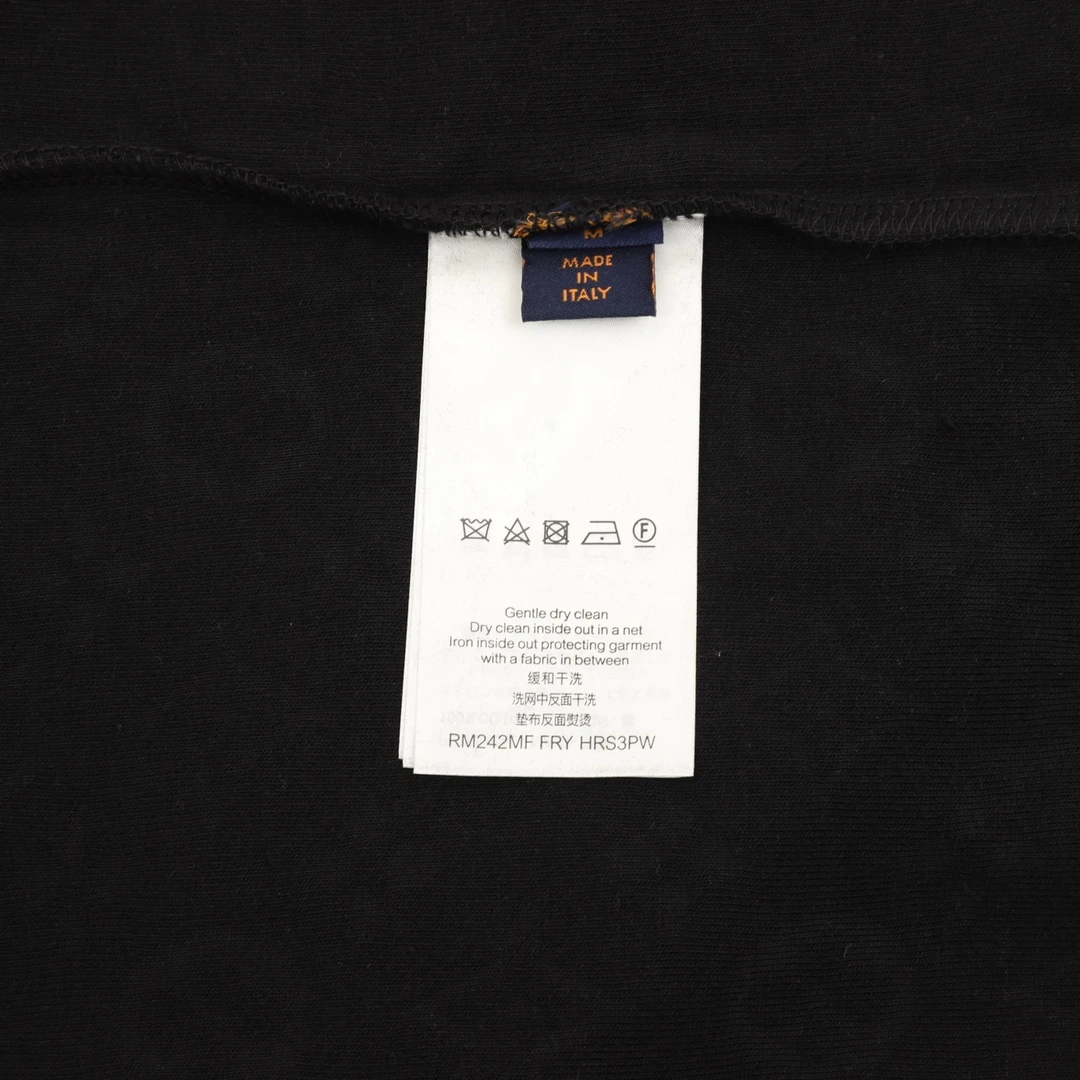 M
MADE
IN
ITALY
F
Gentle dry clean
Dry clean inside out in a net
Iron inside out protecting garment
with a fabric in between
缓和干洗
洗网中反面干洗
垫布反面熨烫
RM242MF FRY HRS3PW